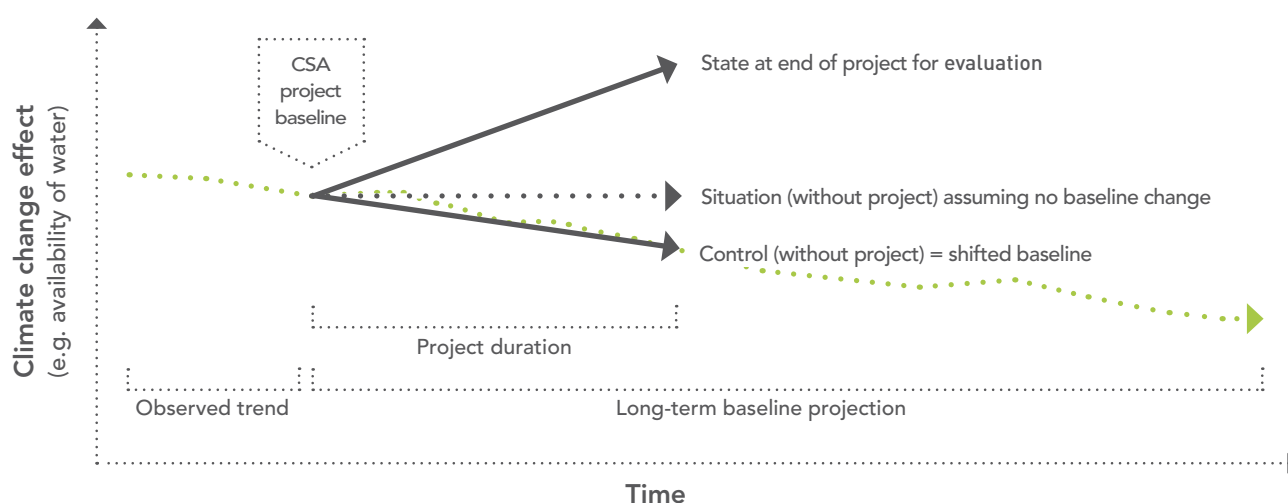 CSA
project
baseline
State at end of project for evaluation
Situation (without project) assuming no baseline change
Control (without project) = shifted baseline
Climate change effect
(e.g. availability of water)
Project duration
Observed trend
Long-term baseline projection
Time